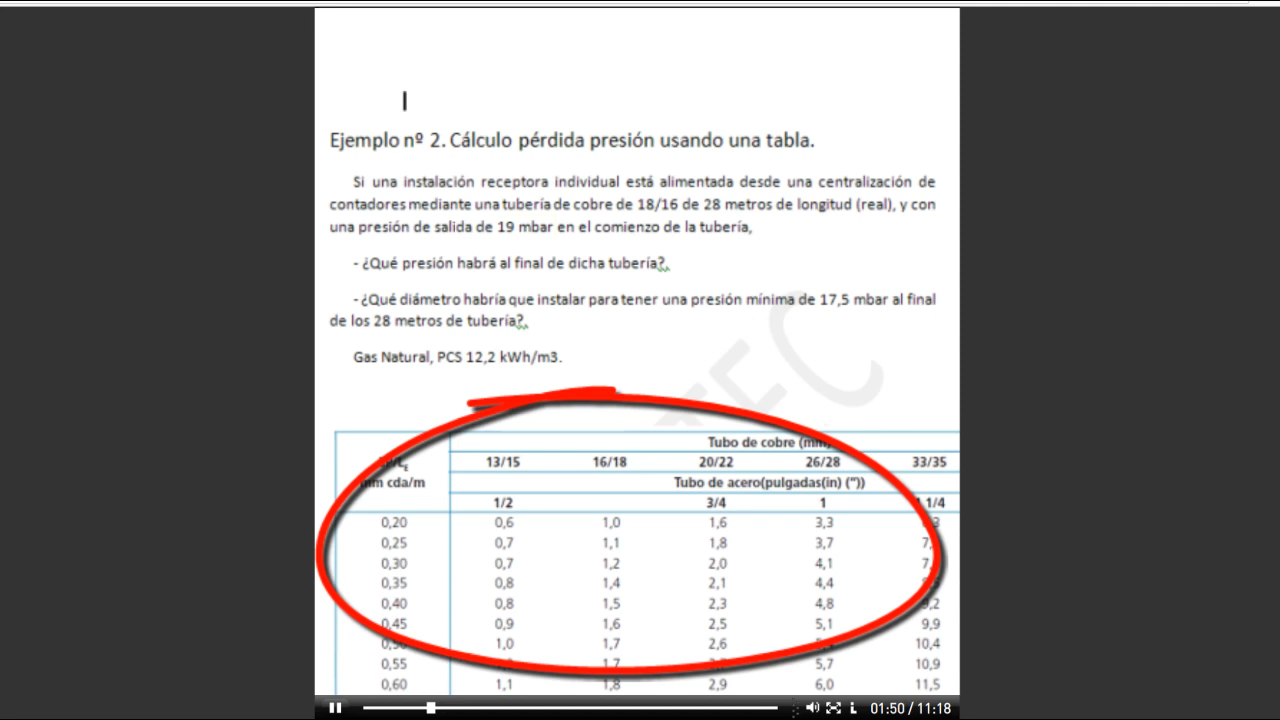 Ejemplo nº 2. Cálculo pérdida presión usando una tabla.
Si una instalación receptora individual está alimentada desde una centralización de
contadores mediante una tubería de cobre de 18/16 de 28 metros de longitud (real), y con
una presión de salida de 19 mbar en el comienzo de la tubería,
- ¿Qué presión habrá al final de dicha tubería?,
- ¿Qué diámetro habría que instalar para tener una presión mínima de 17,5 mbar al final
de los 28 metros de tubería?,
Gas Natural, PCS 12,2 kWh/m3.
Tubo de cobre (mm)
13/15 16/18 20/22 26/28 33/35
mm cda/m Tubo de acero(pulgadas(in) ("))
1/2 3/4 1 1 1/4
0,20 0,6 1,0 1,6 3,3
0,25 0,7 1,1 1,8 3,7
0,30 0,7 1,2 2,0 4,1
0,35 0,8 1,4 2,1 4,4
0,40 0,8 1,5 2,3 4,8 9,2
0,45 0,9 1,6 2,5 5,1 9,9
0,50 1,0 1,7 2,6 10,4
0,55 1,7 5,7 10,9
0,60 1,1 1,8 2,9 6,0 11,5
01:50 / 11:18